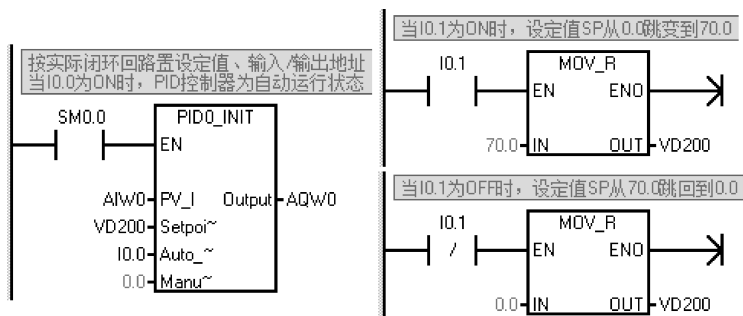 按实际闭环回路置设定值、输入/输出地址
当I0.0为ON时，PID控制器为自动运行状态
SM0.0
PID0_INIT
EN
AIW0
PV_I
Output
AQW0
VD200
Setpoi~
I0.0
Auto_~
0.0
Manu~
当I0.1为ON时，设定值SP从0.0跳变到70.0
I0.1
MOV_R
EN
ENO
70.0
IN
OUT
VD200
当I0.1为OFF时，设定值SP从70.0跳回到0.0
I0.1
/
MOV_R
EN
ENO
0.0
IN
OUT
VD200